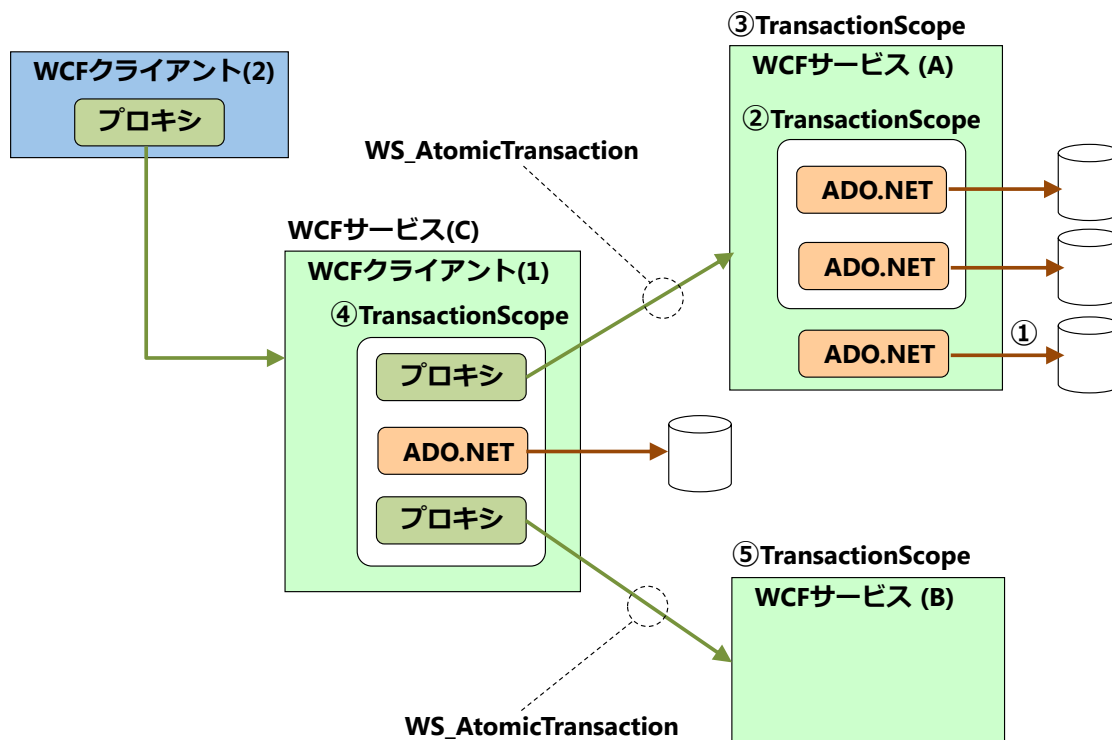 ③TransactionScope
WCFサービス (A)
WCFクライアント(2)
プロキシ
②TransactionScope
WS_AtomicTransaction
ADO.NET
WCFサービス(C)
WCFクライアント(1)
ADO.NET
④TransactionScope
①
ADO.NET
プロキシ
ADO.NET
プロキシ
⑤TransactionScope
WCFサービス (B)
WS_AtomicTransaction